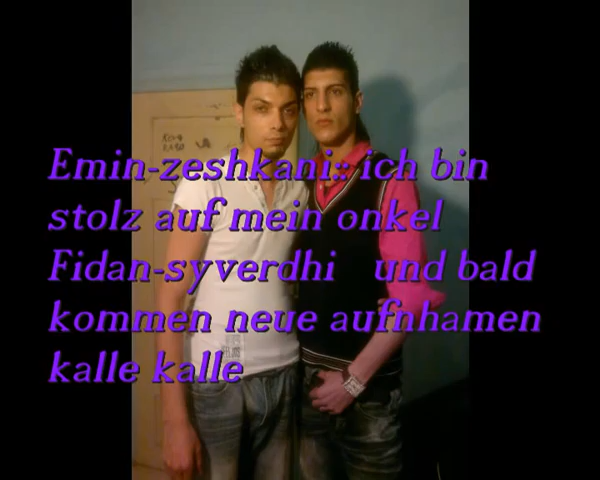 Emin-zeshkani:: ich bin
stolz auf mein onkel
Fidan-syverdhi und bald
kommen neue aufnhamen
kalle kalle